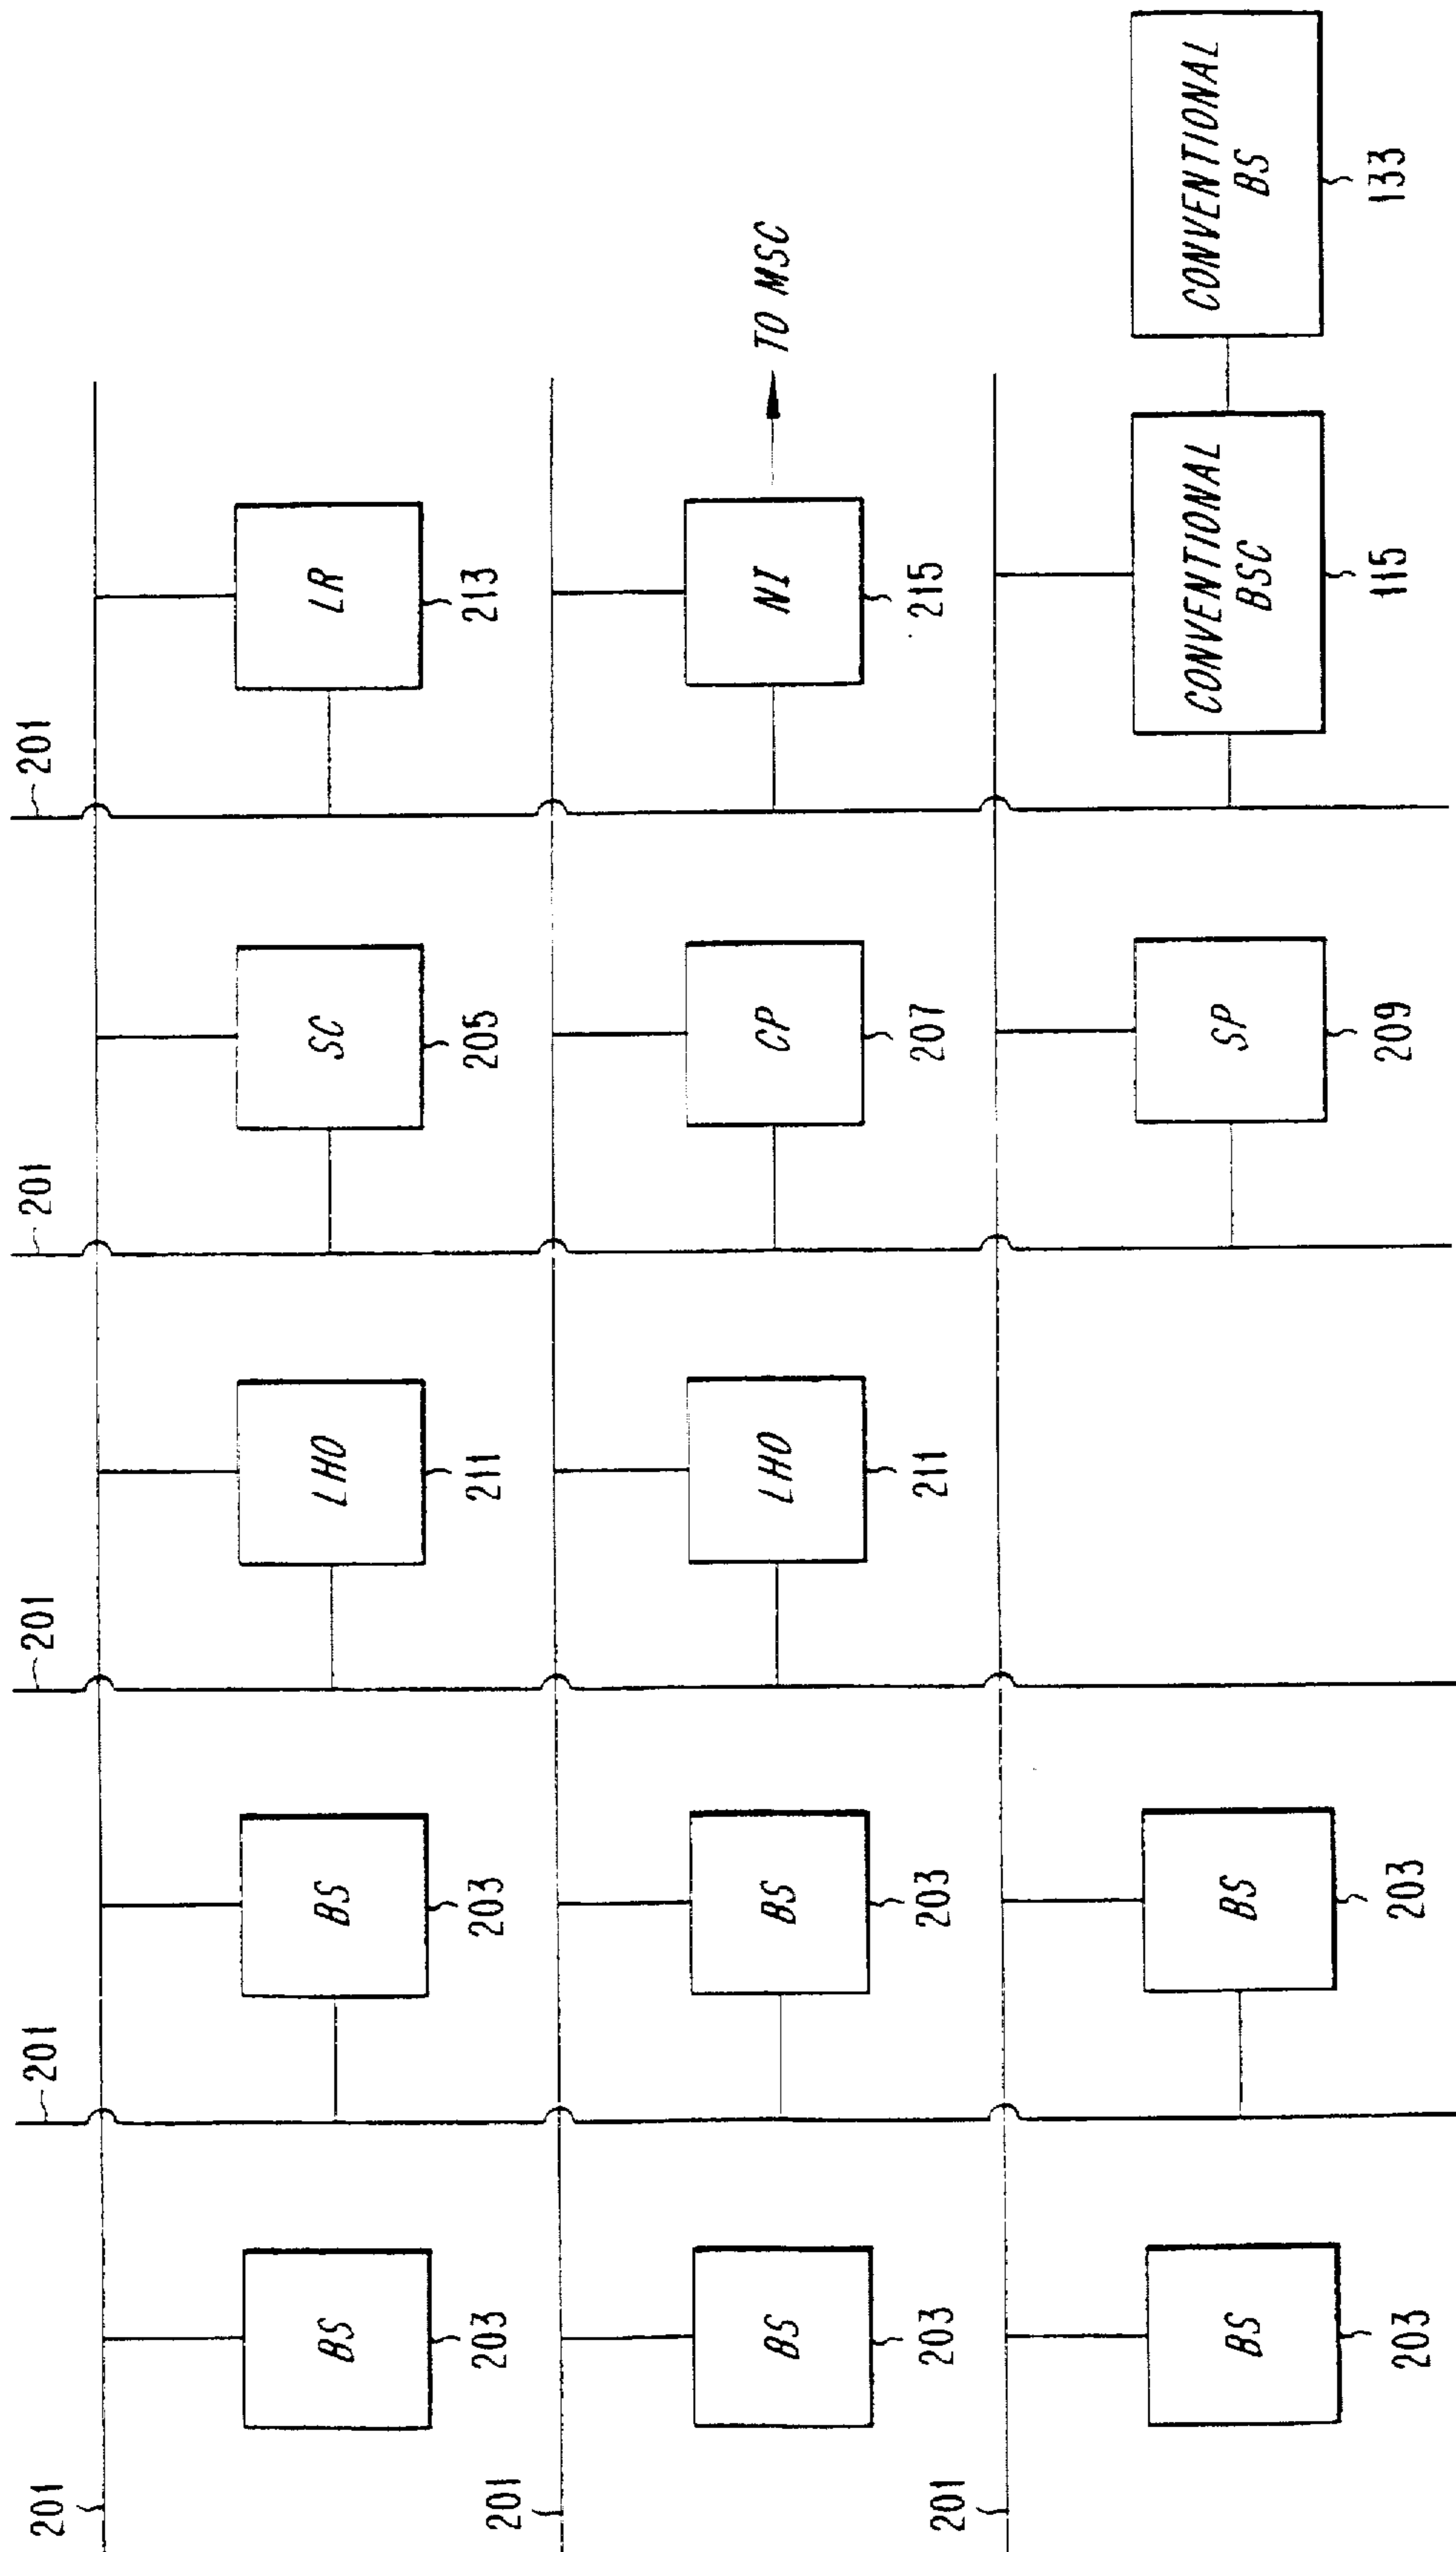 201
201
201
201
201
BS
BS
LHO
SC
LR
203
203
211
205
213
201
BS
BS
LHO
CP
NI
TO MSC
203
203
211
207
215
201
BS
BS
SP
CONVENTIONAL
BSC
CONVENTIONAL
BS
203
203
209
115
133